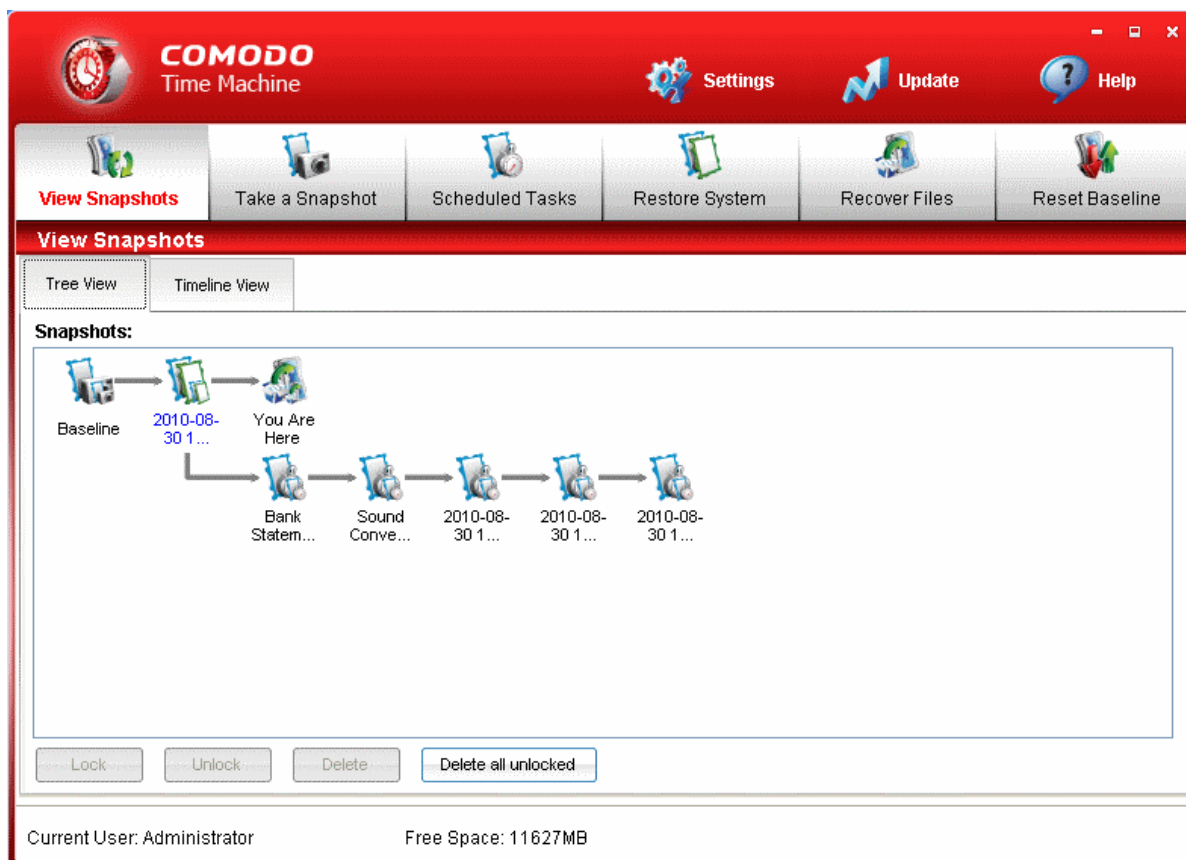 COMODO
Time Machine
Settings
Update
Help
View Snapshots
Take a Snapshot
Scheduled Tasks
Restore System
Recover Files
Reset Baseline
View Snapshots
Tree View
Timeline View
Snapshots:
Baseline
2010-08-
30 1...
You Are
Here
Bank
Statem...
Sound
Conve...
2010-08-
30 1...
2010-08-
30 1...
2010-08-
30 1...
Lock
Unlock
Delete
Delete all unlocked
Current User: Administrator
Free Space: 11627MB